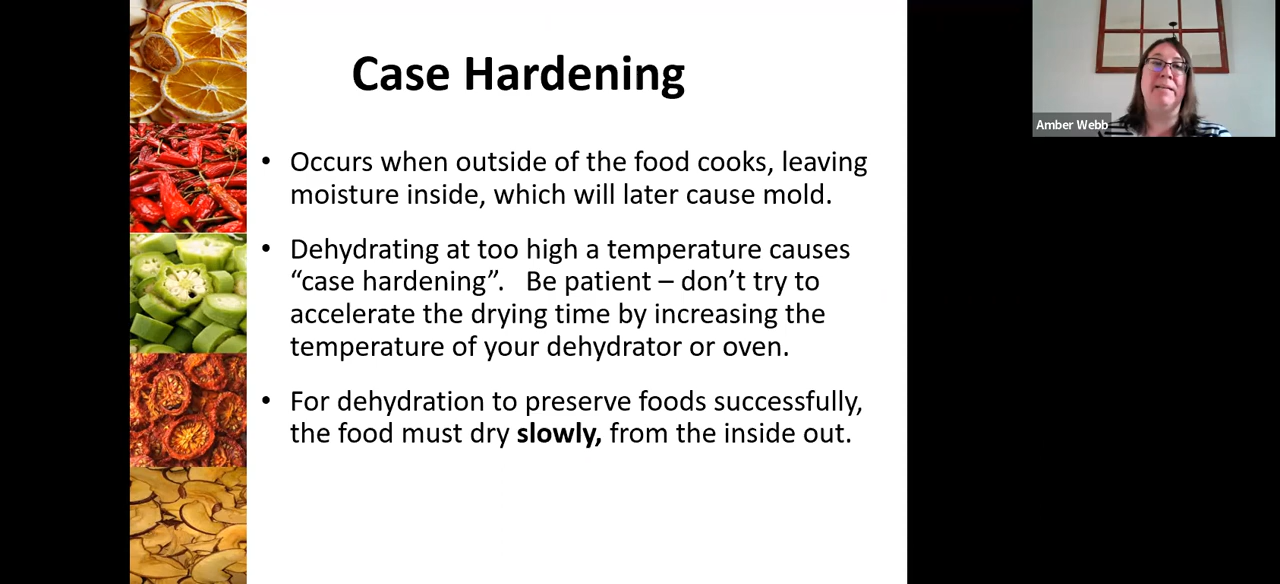 Case Hardening
• Occurs when outside of the food cooks, leaving
moisture inside, which will later cause mold.
• Dehydrating at too high a temperature causes
“case hardening”.   Be patient – don’t try to
accelerate the drying time by increasing the
temperature of your dehydrator or oven.
• For dehydration to preserve foods successfully,
the food must dry slowly, from the inside out.
Amber Webb